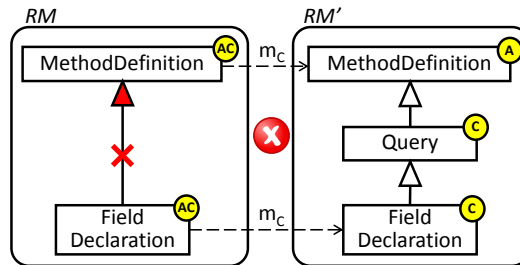 RM
RM'
AC
MethodDefinition
m_C
A
MethodDefinition
C
Query
AC
Field
Declaration
m_C
C
Field
Declaration